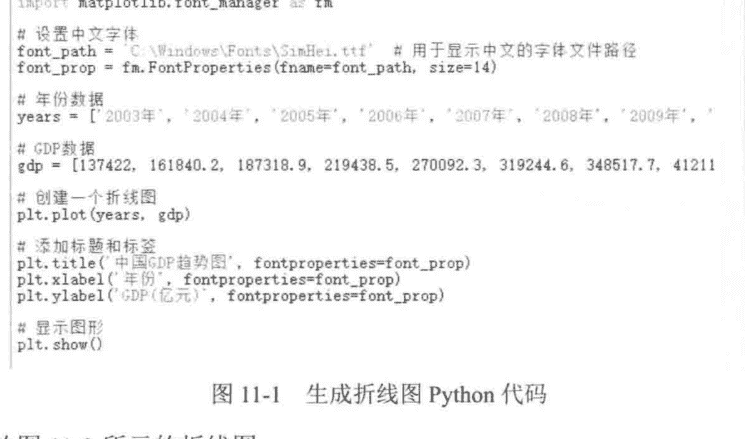 import matplotlib.font_manager as fm
# 设置中文字体
font_path = 'C:\Windows\Fonts\SimHei.ttf' # 用于显示中文的字体文件路径
font_prop = fm.FontProperties(fname=font_path, size=14)
# 年份数据
years = ['2003年', '2004年', '2005年', '2006年', '2007年', '2008年', '2009年', '
# GDP数据
gdp = [137422, 161840.2, 187318.9, 219438.5, 270092.3, 319244.6, 348517.7, 41211
# 创建一个折线图
plt.plot(years, gdp)
# 添加标题和标签
plt.title('中国GDP趋势图', fontproperties=font_prop)
plt.xlabel('年份', fontproperties=font_prop)
plt.ylabel('GDP(亿元)', fontproperties=font_prop)
# 显示图形
plt.show()
图 11-1 生成折线图 Python 代码
所示的折线图